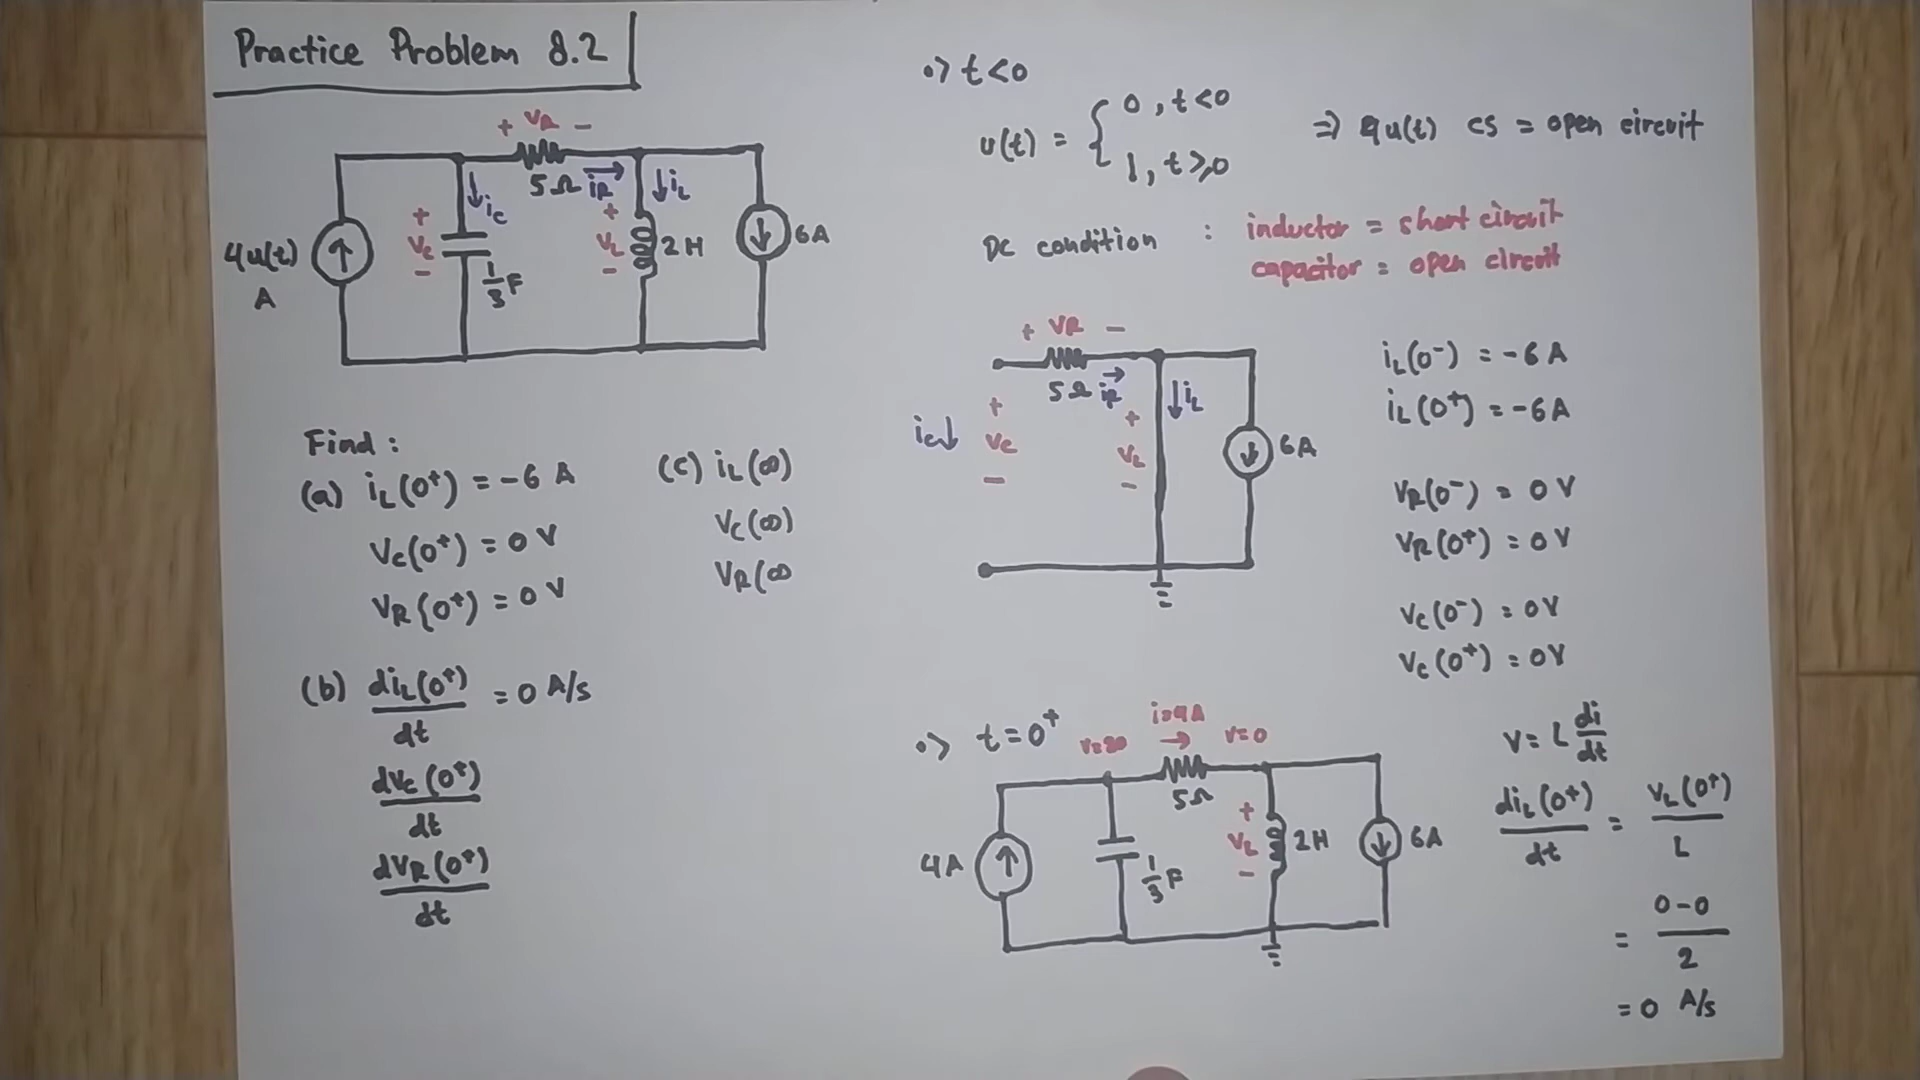 Practice Problem 8.2
+ VR −
5Ω iR
iL
ic
+
Vc
−
+
VL
−
2H
6A
4u(t)
A
1/3 F
Find :
(a) iL(0⁺) = -6 A
Vc(0⁺) = 0 V
VR(0⁺) = 0 V
(b) diL(0⁺)/dt = 0 A/s
dvc(0⁺)/dt
dVR(0⁺)/dt
(c) iL(∞)
Vc(∞)
VR(∞
•> t<0
u(t) = { 0 , t<0
1 , t≥0
⇒ 4u(t) cs = open circuit
DC condition : inductor = short circuit
capacitor = open circuit
+ VR −
5Ω iR
iL
ic↓
+
Vc
−
+
VL
−
6A
iL(0⁻) = -6 A
iL(0⁺) = -6A
VR(0⁻) = 0 V
VR(0⁺) = 0 V
Vc(0⁻) = 0V
Vc(0⁺) = 0V
•> t=0⁺
i=4A
→
v=0
5Ω
4A
1/3 F
+
VL
−
2H
6A
V = L di/dt
diL(0⁺)/dt = VL(0⁺)/L
= 0-0/2
= 0 A/s